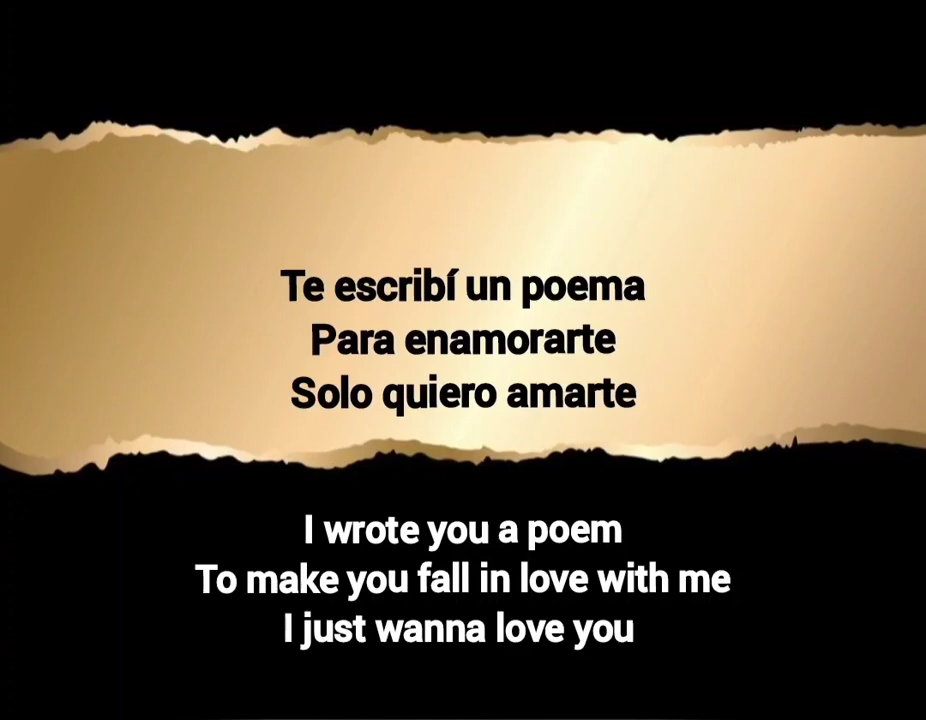 Te escribí un poema
Para enamorarte
Solo quiero amarte
I wrote you a poem
To make you fall in love with me
I just wanna love you